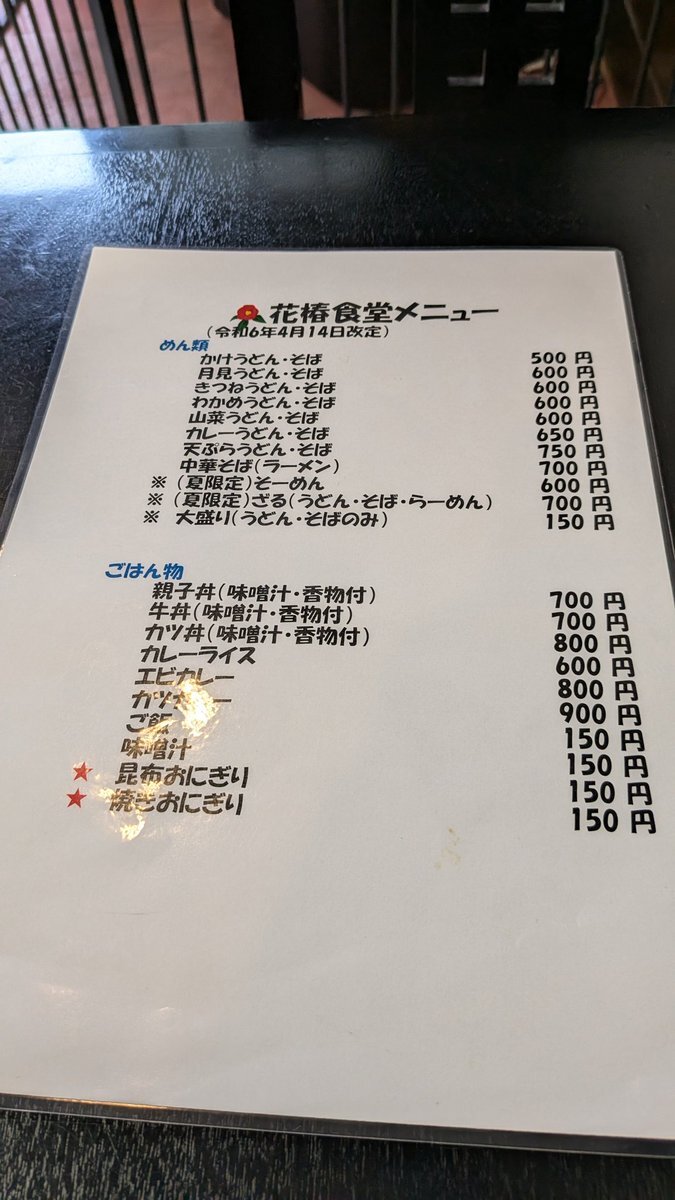 花椿食堂メニュー
(令和6年4月14日改定)
めん類
かけうどん・そば 500 円
月見うどん・そば 600 円
きつねうどん・そば 600 円
わかめうどん・そば 600 円
山菜うどん・そば 600 円
カレーうどん・そば 650 円
天ぷらうどん・そば 750 円
中華そば(ラーメン) 700 円
※ (夏限定)そーめん 600 円
※ (夏限定)ざる(うどん・そば・らーめん) 700 円
※ 大盛り(うどん・そばのみ) 150 円
ごはん物
親子丼(味噌汁・香物付) 700 円
牛丼(味噌汁・香物付) 700 円
カツ丼(味噌汁・香物付) 800 円
カレーライス 600 円
エビカレー 800 円
カツカレー 900 円
ご飯 150 円
味噌汁 150 円
★ 昆布おにぎり 150 円
★ 焼きおにぎり 150 円